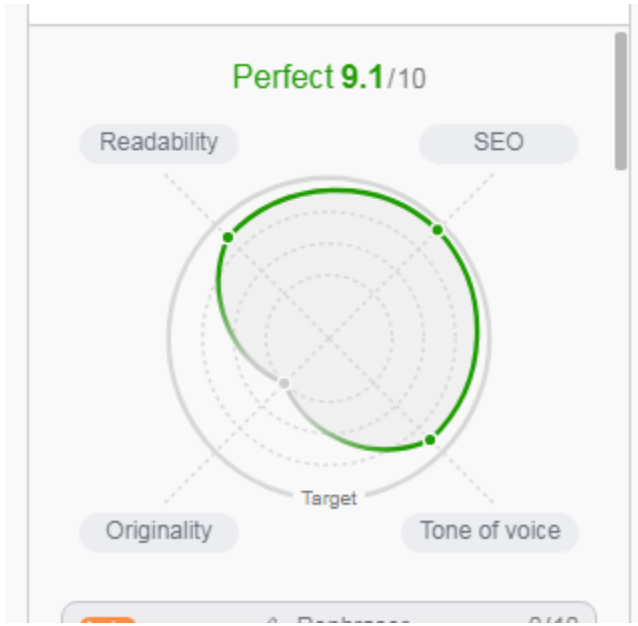 Perfect 9.1/10
Readability
SEO
Target
Originality
Tone of voice